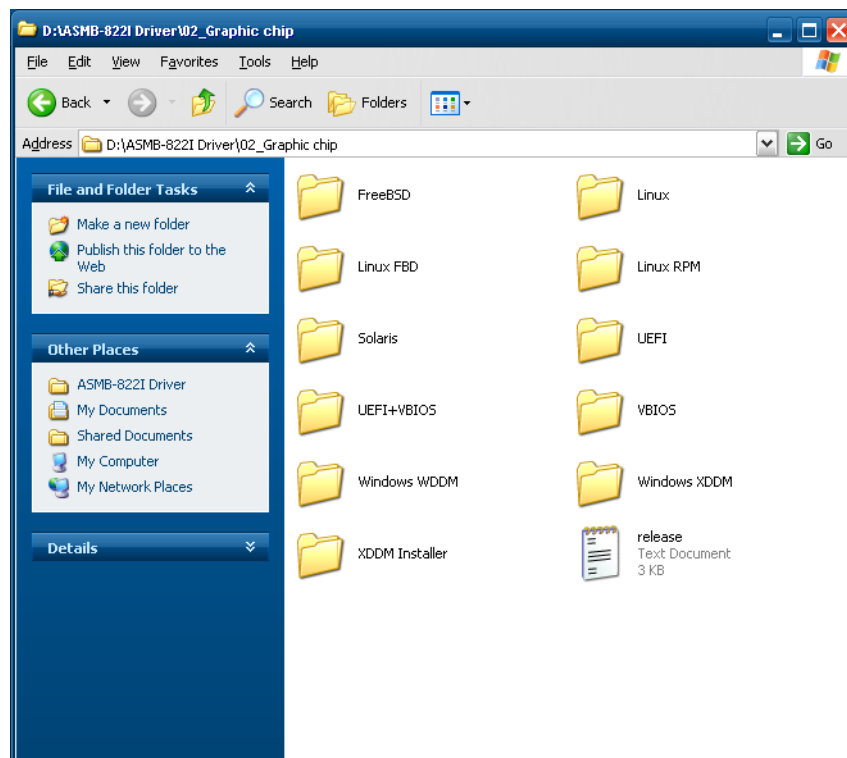 D:\ASMB-822I Driver\02_Graphic chip
File Edit View Favorites Tools Help
Back Search Folders
Address D:\ASMB-822I Driver\02_Graphic chip Go
File and Folder Tasks
Make a new folder
Publish this folder to the
Web
Share this folder
Other Places
ASMB-822I Driver
My Documents
Shared Documents
My Computer
My Network Places
Details
FreeBSD Linux
Linux FBD Linux RPM
Solaris UEFI
UEFI+VBIOS VBIOS
Windows WDDM Windows XDDM
XDDM Installer release
Text Document
3 KB